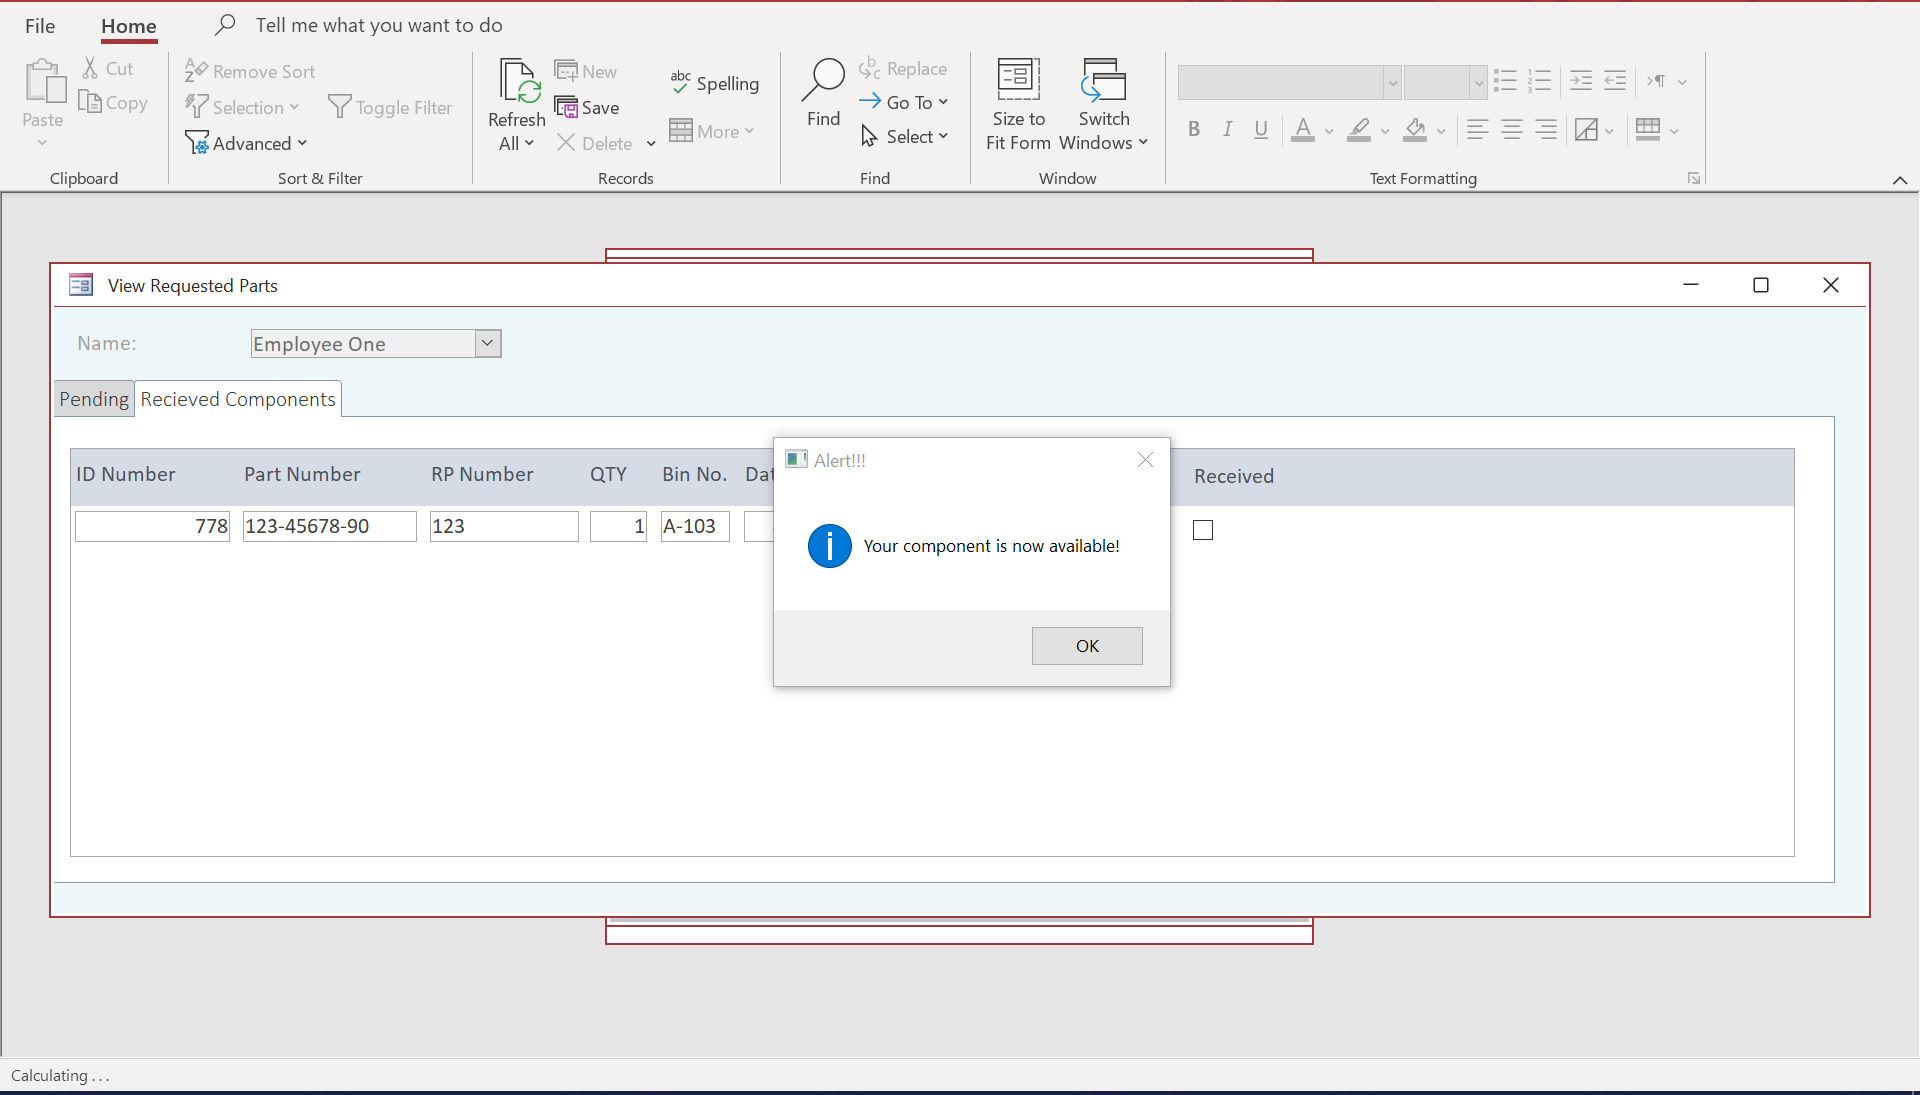 File Home Tell me what you want to do
Paste
Cut
Copy
Clipboard
Remove Sort
Selection
Toggle Filter
Advanced
Sort & Filter
Refresh
All
New
Save
Delete
abc Spelling
More
Records
Find
Replace
Go To
Select
Find
Size to
Fit Form
Switch
Windows
Window
B I U A
Text Formatting
View Requested Parts
Name: Employee One
Pending Recieved Components
ID Number Part Number RP Number QTY Bin No. Dat Received
778 123-45678-90 123 1 A-103
Alert!!!
Your component is now available!
OK
Calculating . . .